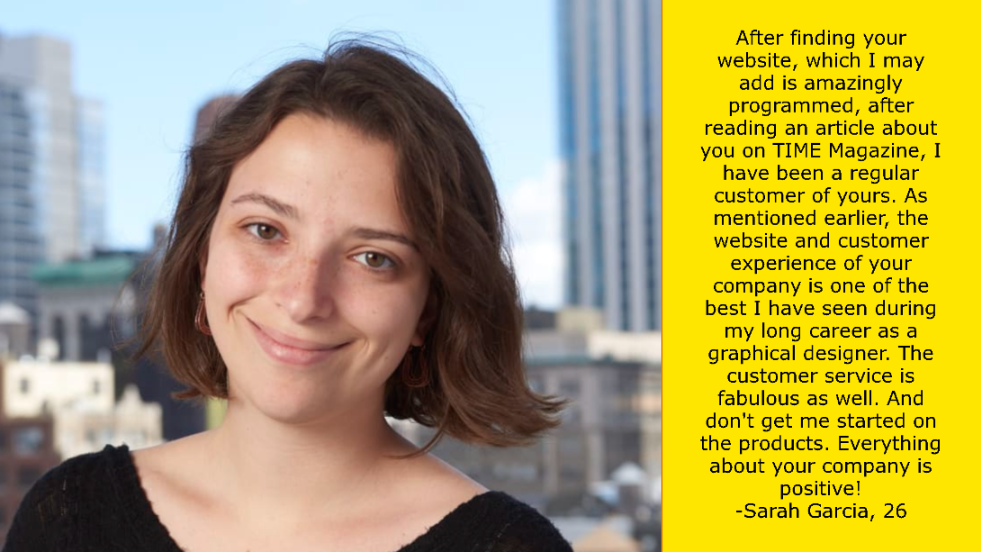 After finding your
website, which I may
add is amazingly
programmed, after
reading an article about
you on TIME Magazine, I
have been a regular
customer of yours. As
mentioned earlier, the
website and customer
experience of your
company is one of the
best I have seen during
my long career as a
graphical designer. The
customer service is
fabulous as well. And
don't get me started on
the products. Everything
about your company is
positive!
-Sarah Garcia, 26